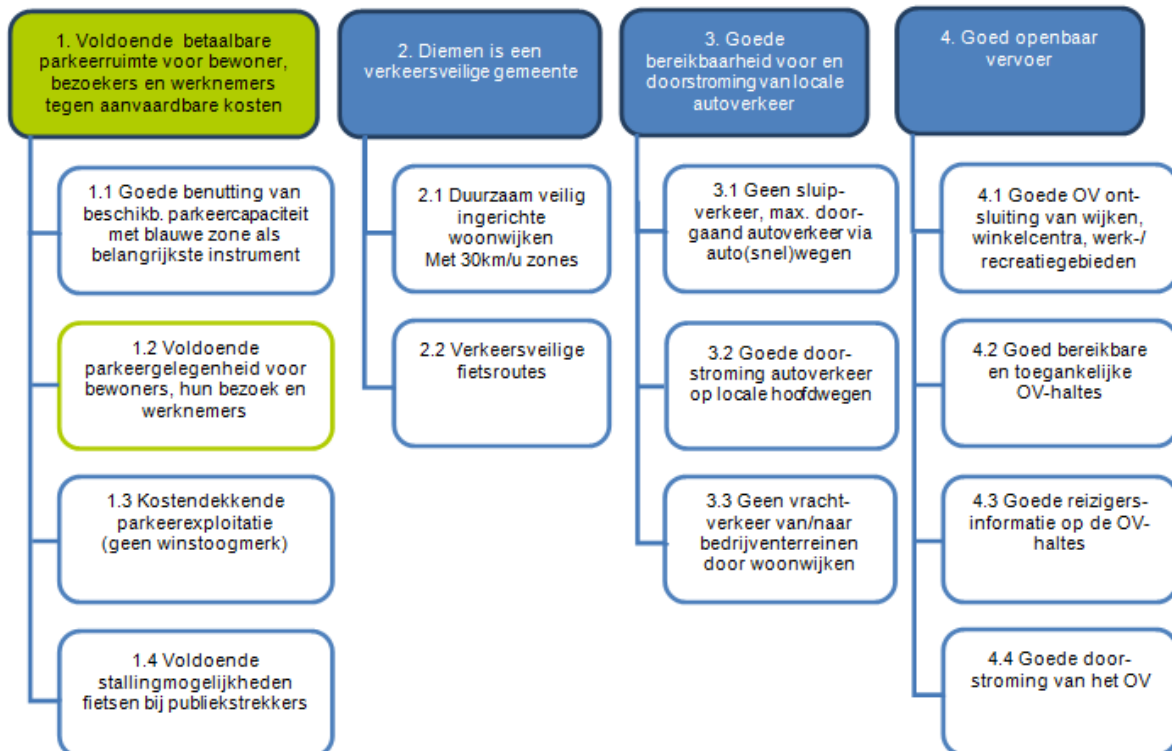 1. Voldoende betaalbare
parkeerruimte voor bewoner,
bezoekers en werknemers
tegen aanvaardbare kosten
1.1 Goede benutting van
beschikb. parkeercapaciteit
met blauwe zone als
belangrijkste instrument
1.2 Voldoende
parkeergelegenheid voor
bewoners, hun bezoek en
werknemers
1.3 Kostendekkende
parkeerexploitatie
(geen winstoogmerk)
1.4 Voldoende
stallingmogelijkheden
fietsen bij publiekstrekkers
2. Diemen is een
verkeersveilige gemeente
2.1 Duurzaam veilig
ingerichte
woonwijken
Met 30km/u zones
2.2 Verkeersveilige
fietsroutes
3. Goede
bereikbaarheid voor en
doorstroming van locale
autoverkeer
3.1 Geen sluip-
verkeer, max. door-
gaand autoverkeer via
auto(snel)wegen
3.2 Goede door-
stroming autoverkeer
op locale hoofdwegen
3.3 Geen vracht-
verkeer van/naar
bedrijventerreinen
door woonwijken
4. Goed openbaar
vervoer
4.1 Goede OV ont-
sluiting van wijken,
winkelcentra, werk-/
recreatiegebieden
4.2 Goed bereikbare
en toegankelijke
OV-haltes
4.3 Goede reizigers-
informatie op de OV-
haltes
4.4 Goede door-
stroming van het OV